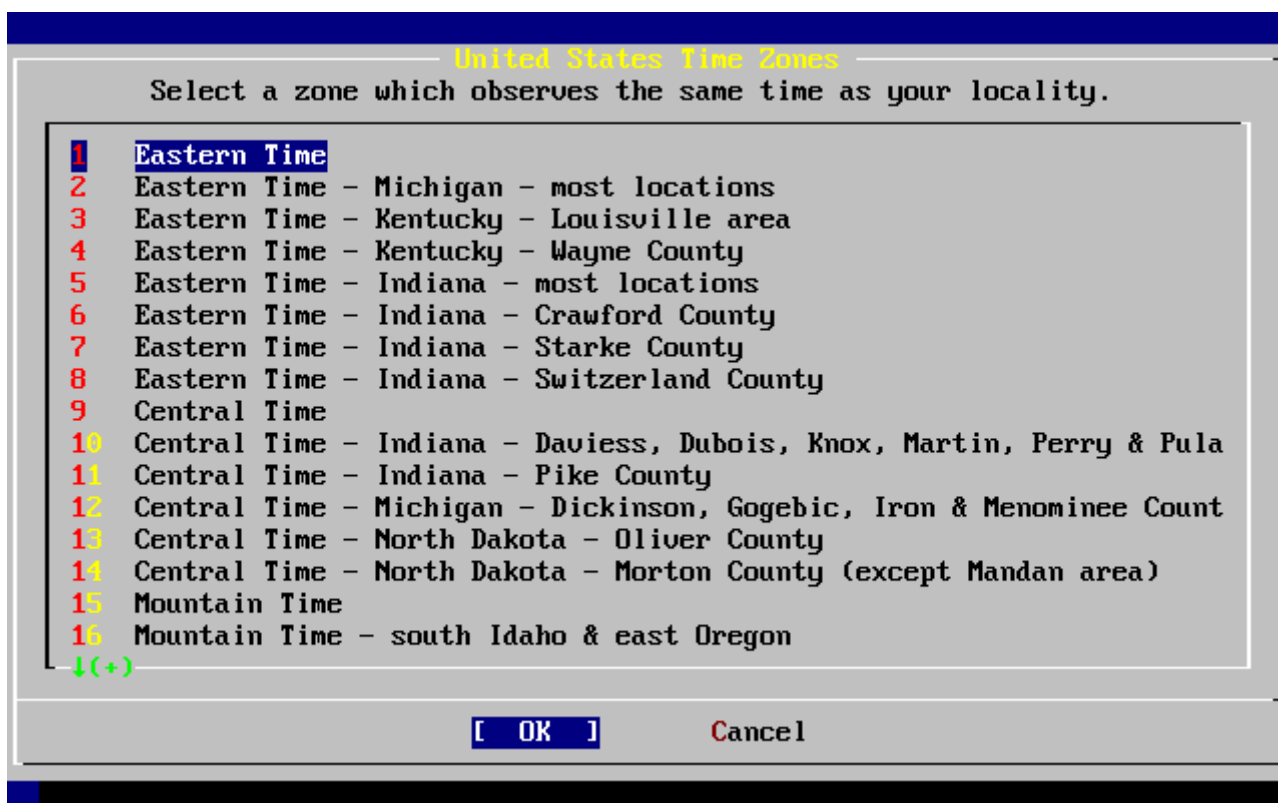 United States Time Zones
Select a zone which observes the same time as your locality.
1 Eastern Time
2 Eastern Time - Michigan - most locations
3 Eastern Time - Kentucky - Louisville area
4 Eastern Time - Kentucky - Wayne County
5 Eastern Time - Indiana - most locations
6 Eastern Time - Indiana - Crawford County
7 Eastern Time - Indiana - Starke County
8 Eastern Time - Indiana - Switzerland County
9 Central Time
10 Central Time - Indiana - Daviess, Dubois, Knox, Martin, Perry & Pula
11 Central Time - Indiana - Pike County
12 Central Time - Michigan - Dickinson, Gogebic, Iron & Menominee Count
13 Central Time - North Dakota - Oliver County
14 Central Time - North Dakota - Morton County (except Mandan area)
15 Mountain Time
16 Mountain Time - south Idaho & east Oregon
↓(+)
[ OK ] Cancel